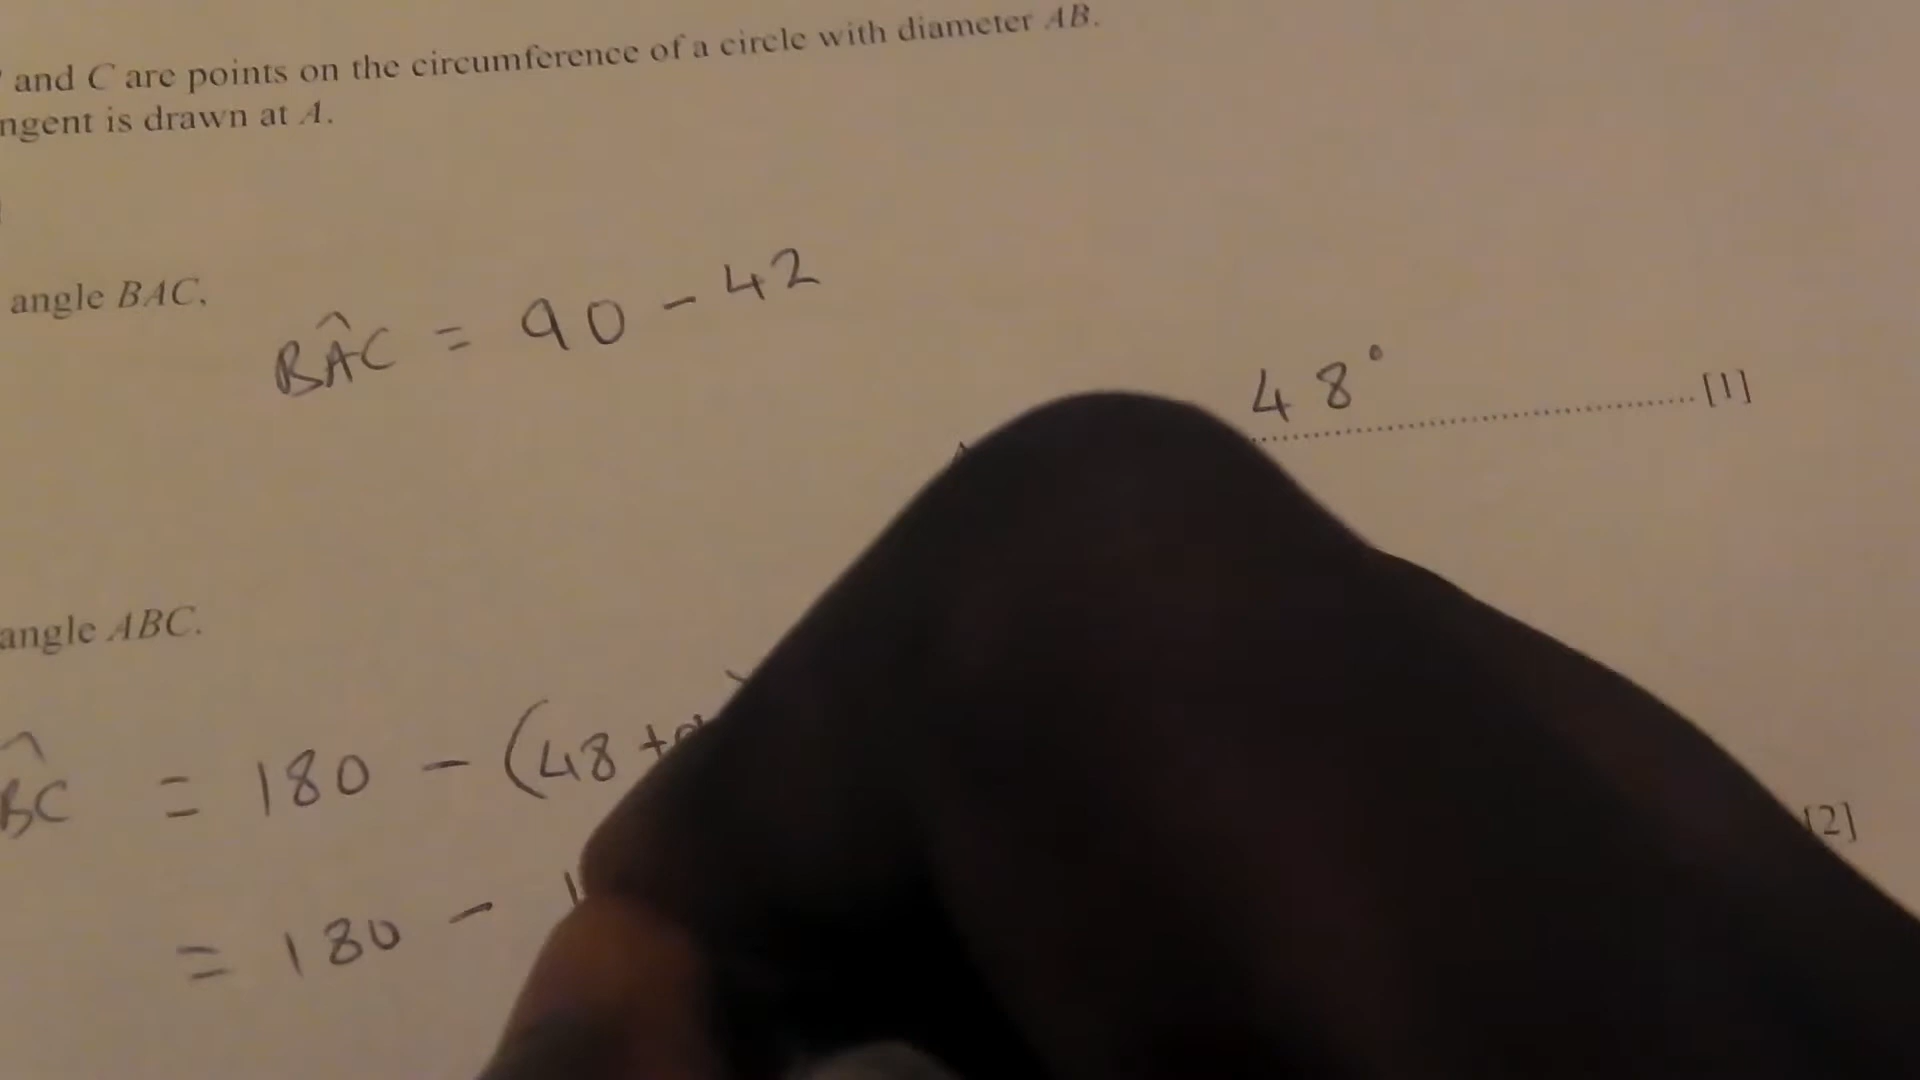 and C are points on the circumference of a circle with diameter AB.
ngent is drawn at A.
angle BAC,
BÂC = 90 - 42
48°
[1]
angle ABC.
B̂C = 180 - (48 +
[2]
= 180 - 1